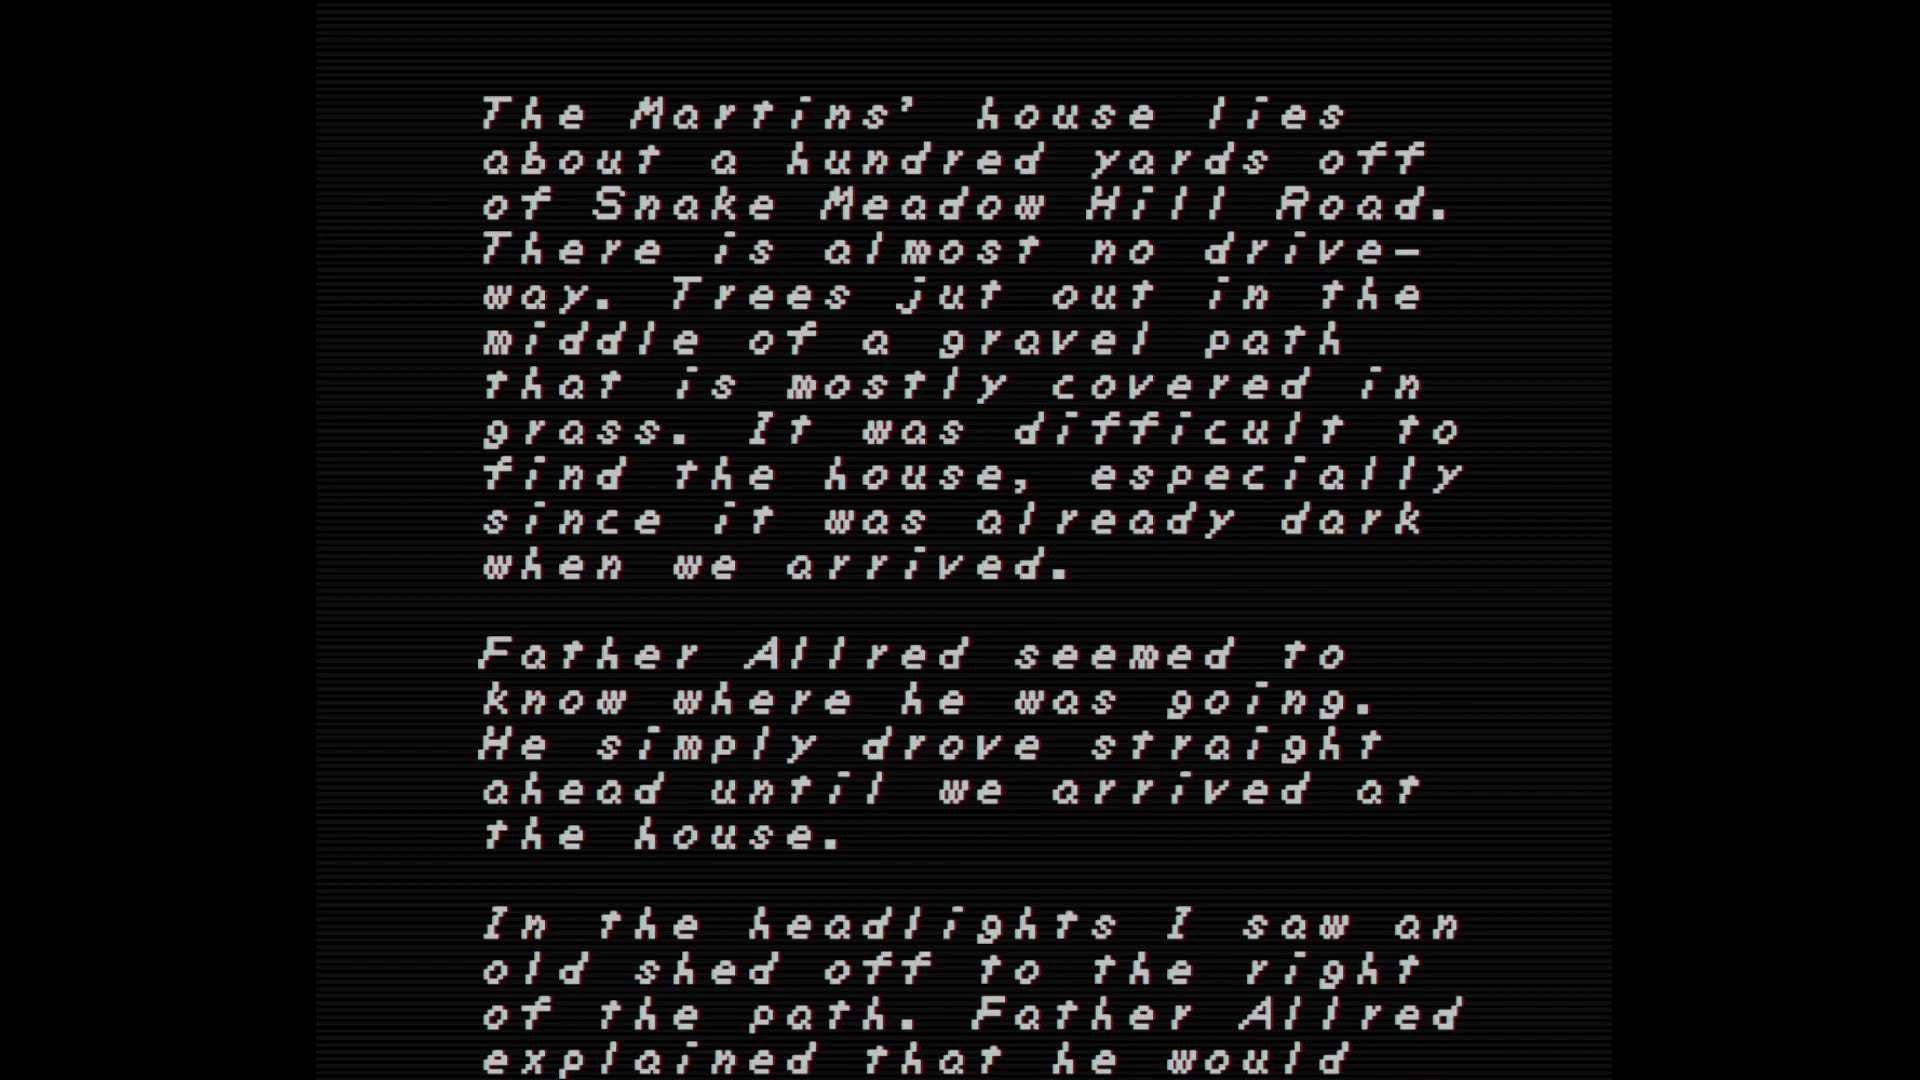 The Martins' house lies
about a hundred yards off
of Snake Meadow Hill Road.
There is almost no drive-
way. Trees jut out in the
middle of a gravel path
that is mostly covered in
grass. It was difficult to
find the house, especially
since it was already dark
when we arrived.
Father Allred seemed to
know where he was going.
He simply drove straight
ahead until we arrived at
the house.
In the headlights I saw an
old shed off to the right
of the path. Father Allred
explained that he would